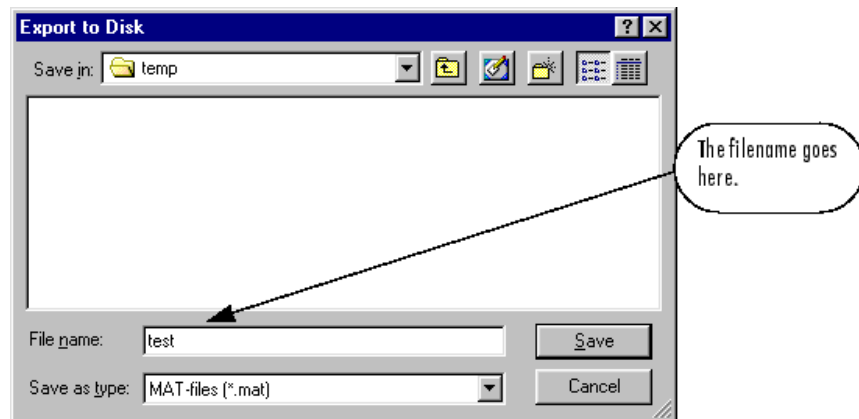 Export to Disk
Save in: temp
The filename goes
here.
File name: test
Save
Save as type: MAT-files (*.mat)
Cancel